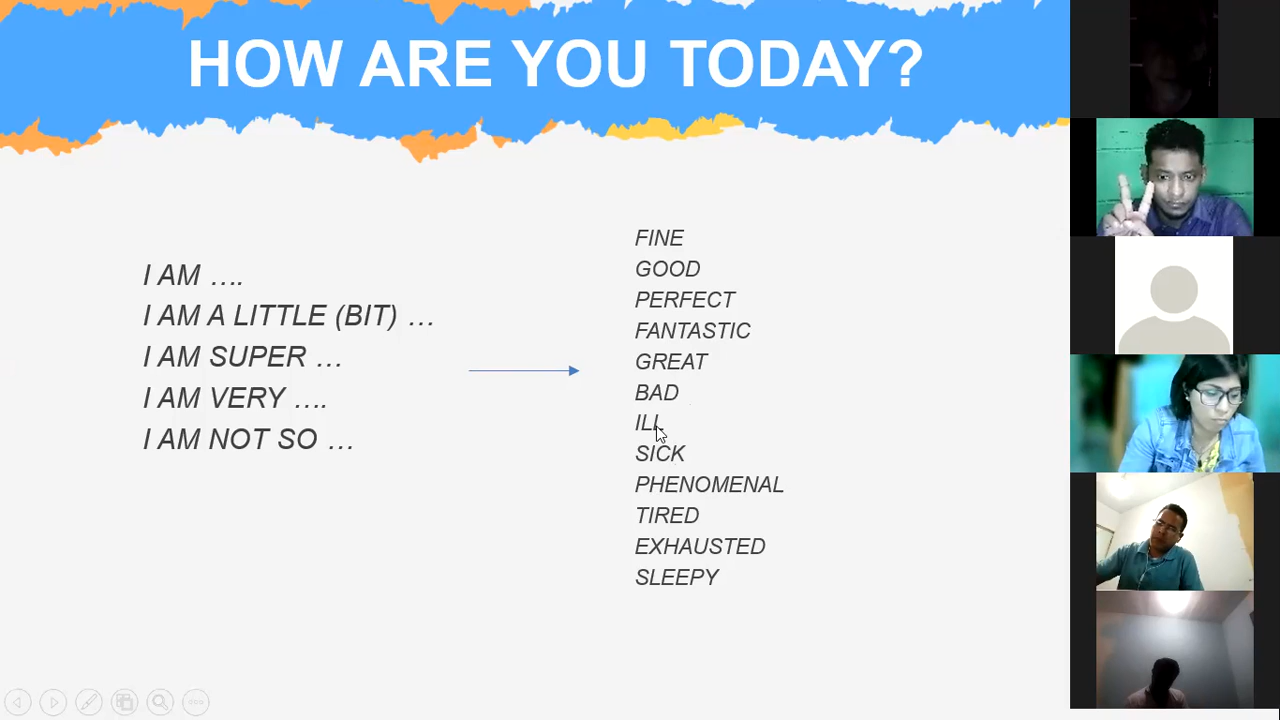 HOW ARE YOU TODAY?
I AM ….
I AM A LITTLE (BIT) …
I AM SUPER …
I AM VERY ….
I AM NOT SO …
FINE
GOOD
PERFECT
FANTASTIC
GREAT
BAD
ILL
SICK
PHENOMENAL
TIRED
EXHAUSTED
SLEEPY